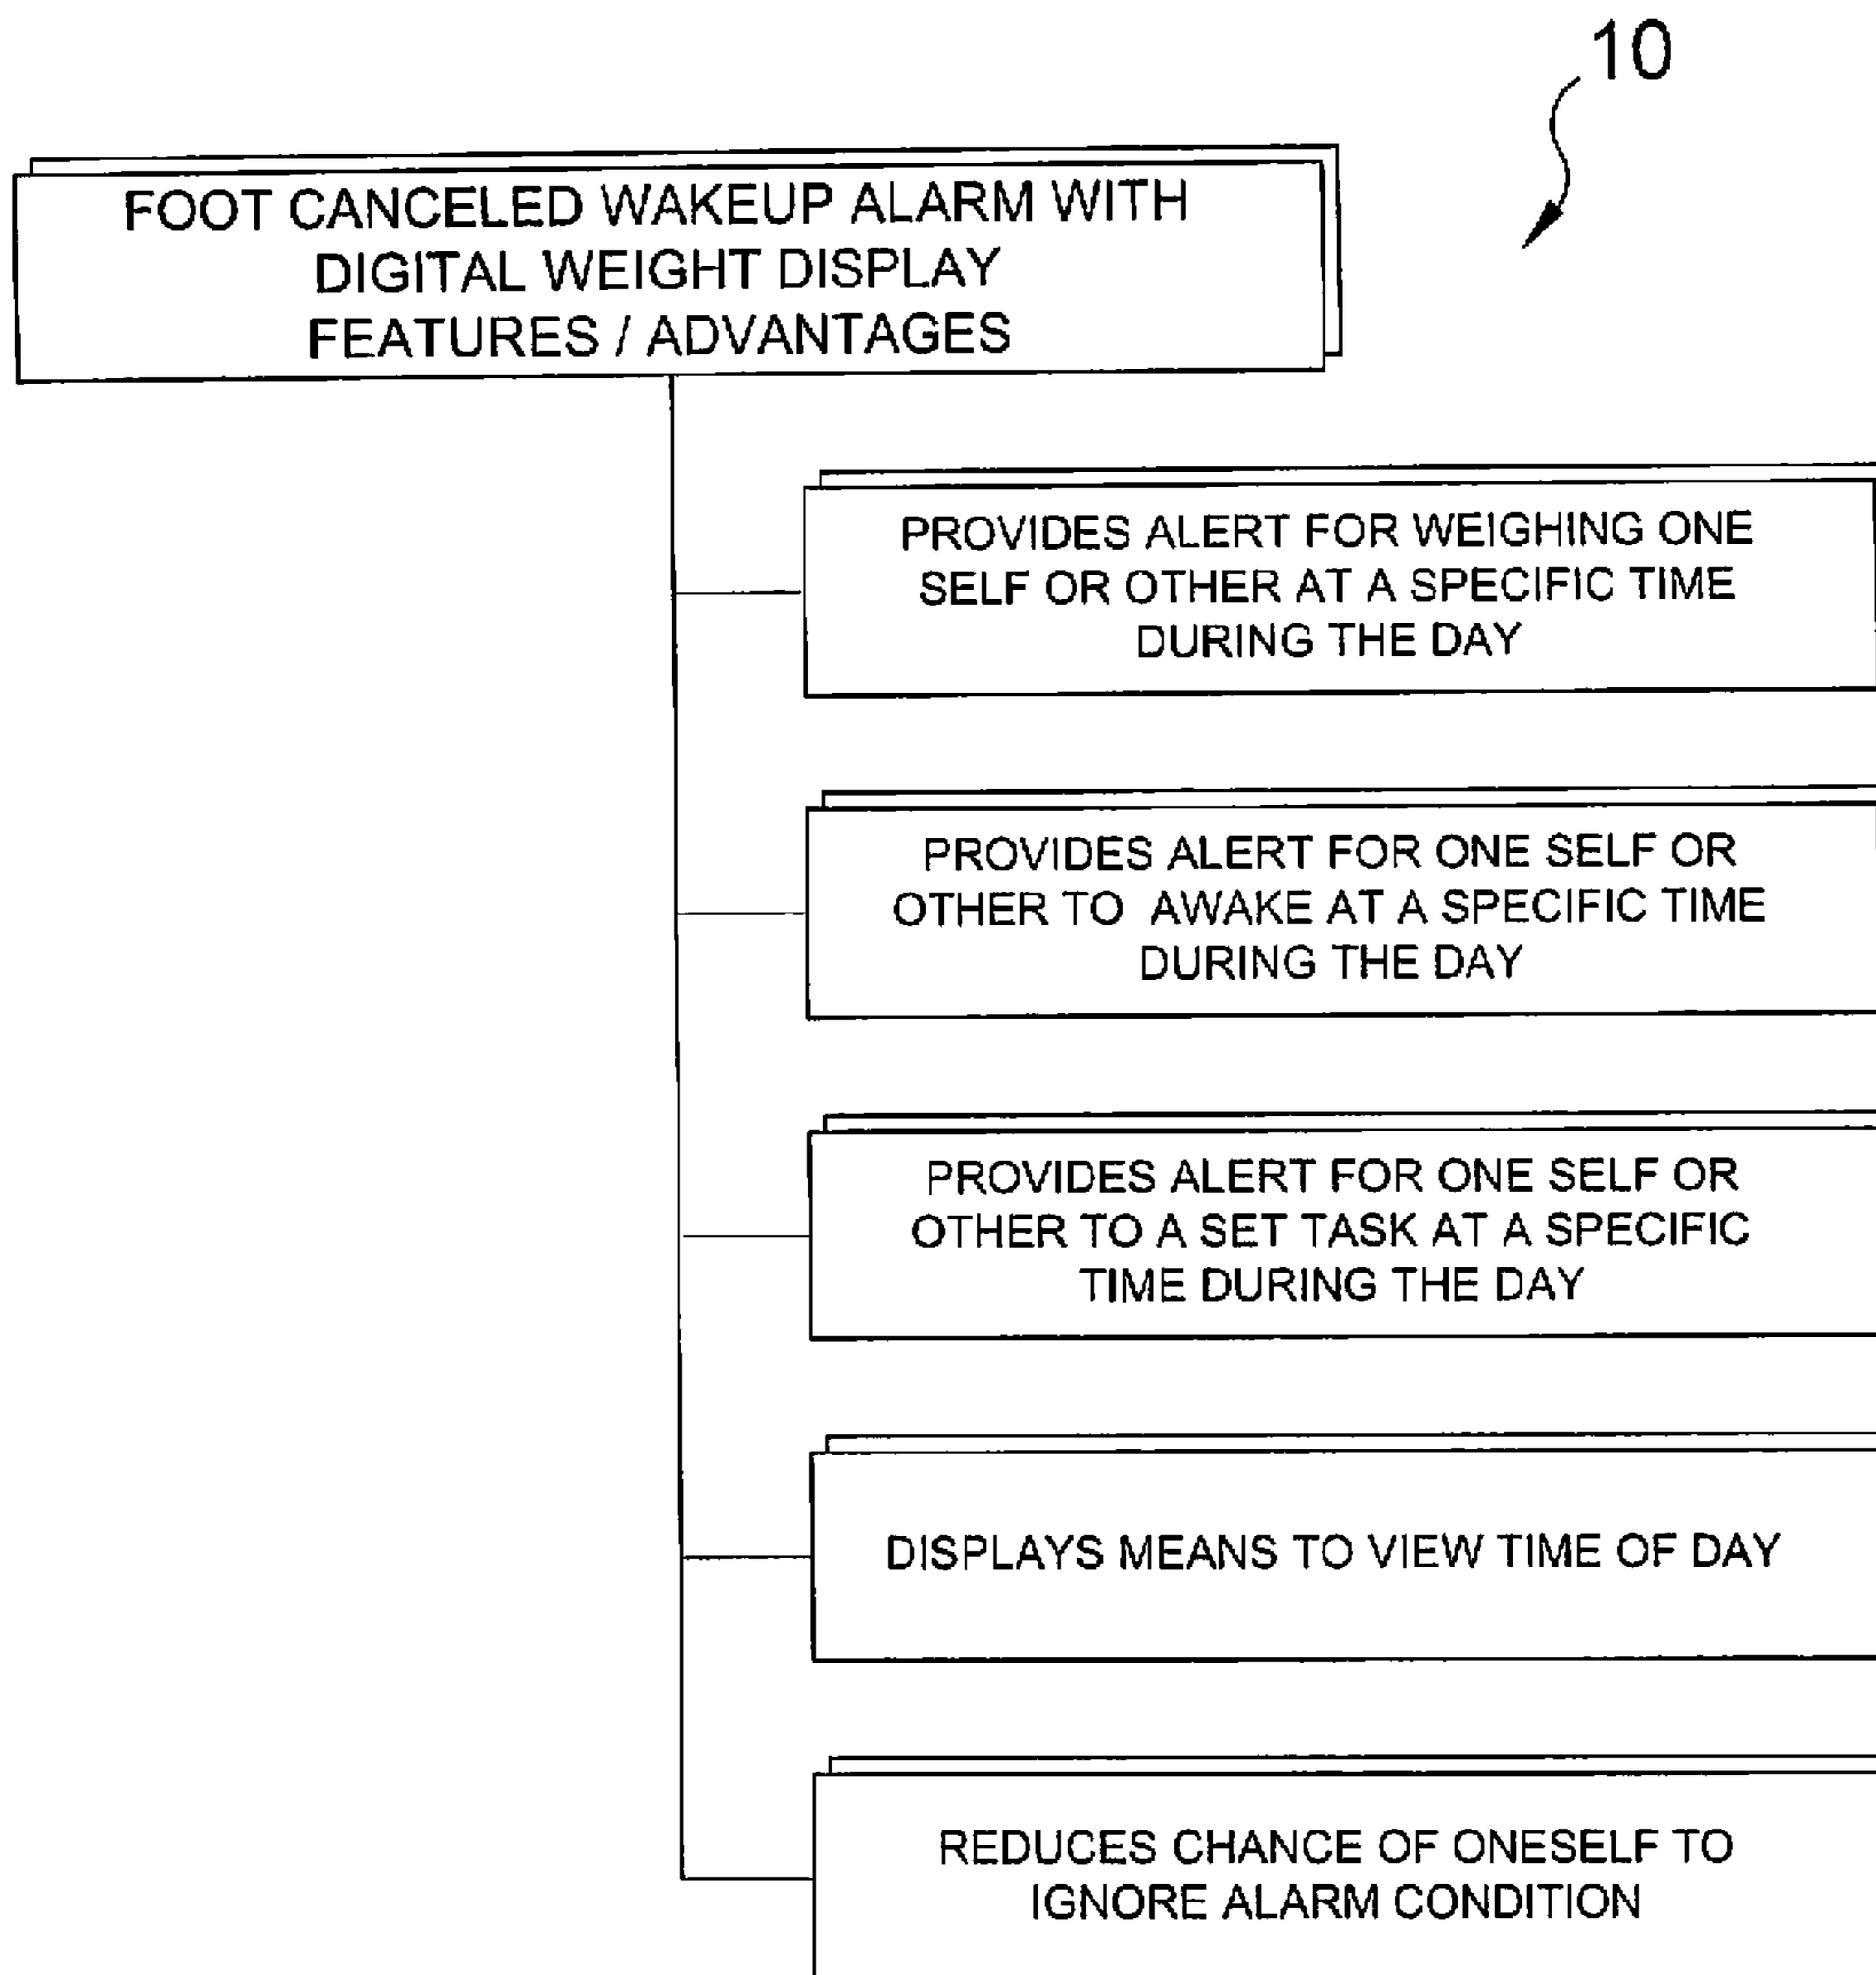 10
FOOT CANCELED WAKEUP ALARM WITH
DIGITAL WEIGHT DISPLAY
FEATURES / ADVANTAGES
PROVIDES ALERT FOR WEIGHING ONE
SELF OR OTHER AT A SPECIFIC TIME
DURING THE DAY
PROVIDES ALERT FOR ONE SELF OR
OTHER TO AWAKE AT A SPECIFIC TIME
DURING THE DAY
PROVIDES ALERT FOR ONE SELF OR
OTHER TO A SET TASK AT A SPECIFIC
TIME DURING THE DAY
DISPLAYS MEANS TO VIEW TIME OF DAY
REDUCES CHANCE OF ONESELF TO
IGNORE ALARM CONDITION